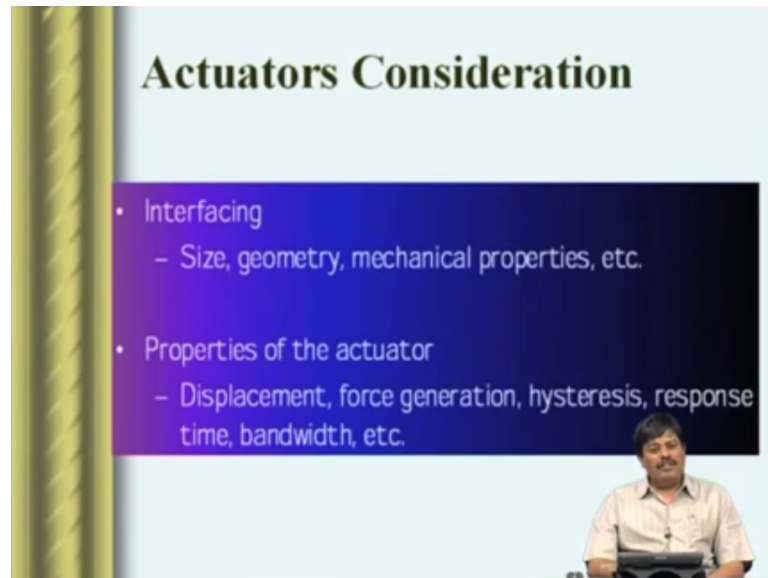 Actuators Consideration
• Interfacing
– Size, geometry, mechanical properties, etc.
• Properties of the actuator
– Displacement, force generation, hysteresis, response
time, bandwidth, etc.